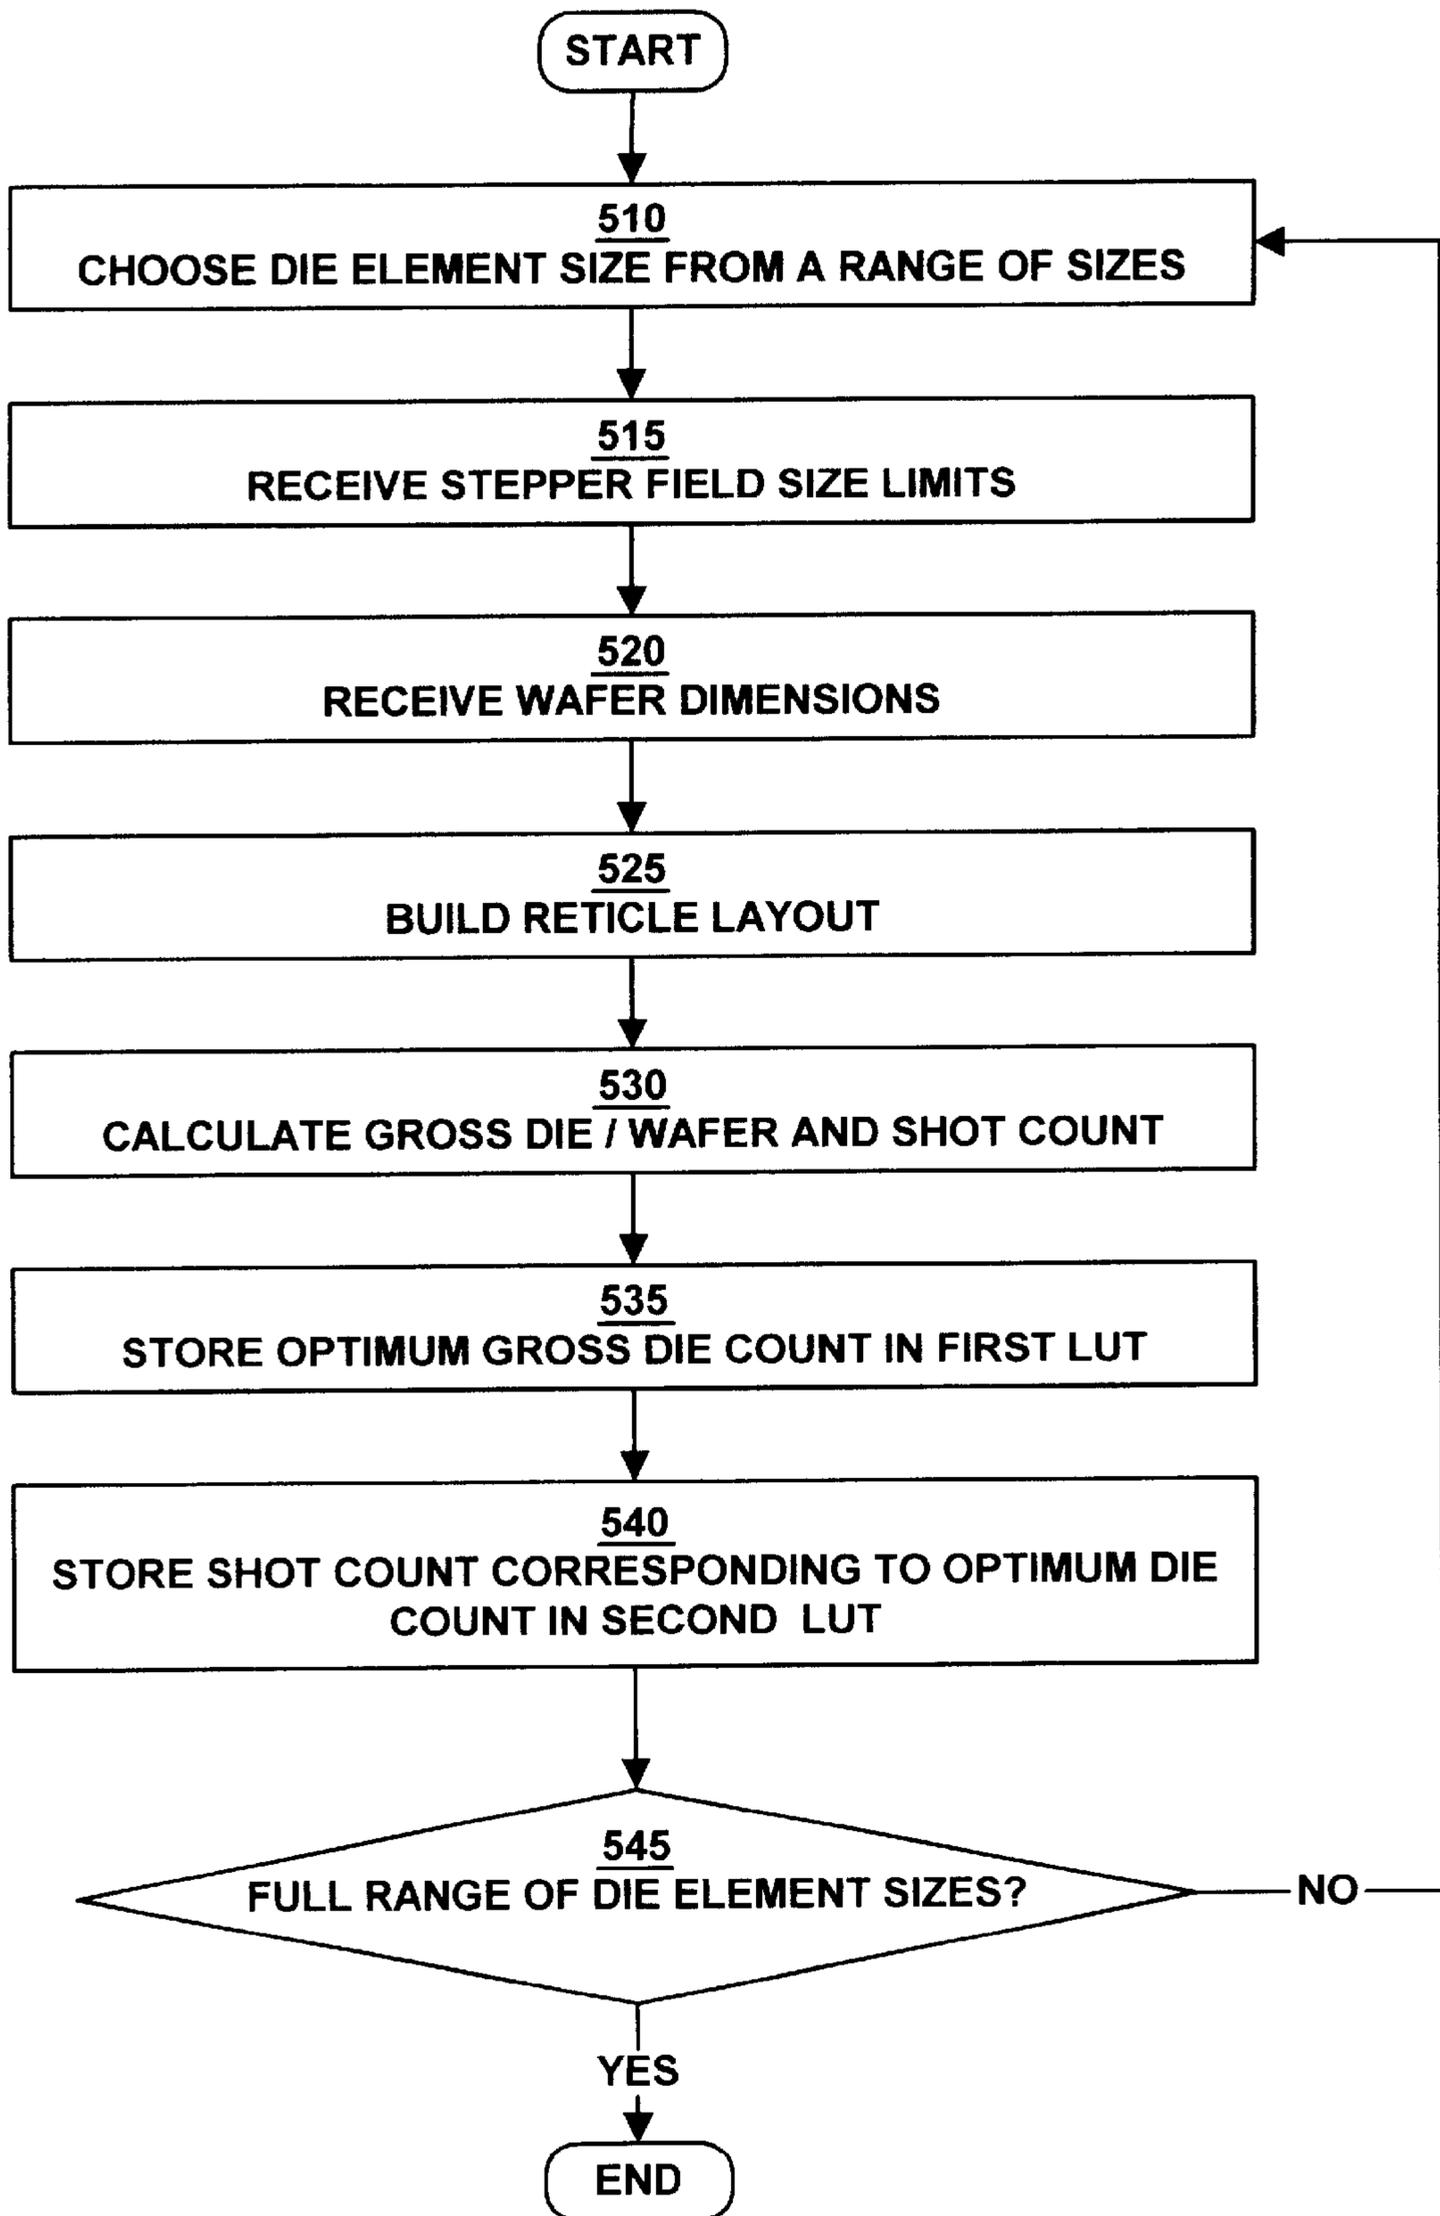 START
510
CHOOSE DIE ELEMENT SIZE FROM A RANGE OF SIZES
515
RECEIVE STEPPER FIELD SIZE LIMITS
520
RECEIVE WAFER DIMENSIONS
525
BUILD RETICLE LAYOUT
530
CALCULATE GROSS DIE / WAFER AND SHOT COUNT
535
STORE OPTIMUM GROSS DIE COUNT IN FIRST LUT
540
STORE SHOT COUNT CORRESPONDING TO OPTIMUM DIE
COUNT IN SECOND LUT
545
FULL RANGE OF DIE ELEMENT SIZES?
NO
YES
END